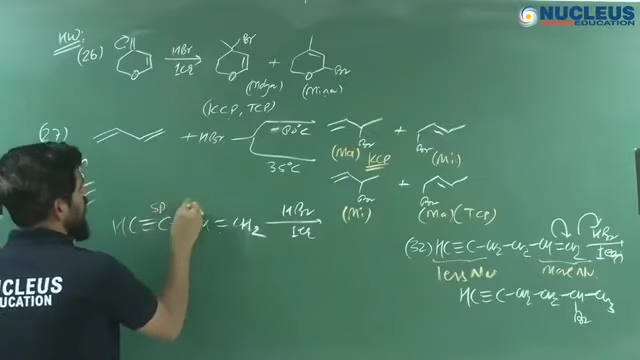 NUCLEUS
EDUCATION
HW:
(26) HBr
1Eq
Br
+
Br
(Major) (Minor)
(KCP, TCP)
(27) + HBr -80°C
Br + Br
(Ma) KCP (Mi)
35°C
Br + Br
(Mi) (Ma) (TCP)
SP
HC≡C = CH2 HBr
1Eq
(32) HC≡C-CH2-CH2-CH=CH2 HBr
1Eq
less Nu more Nu
HC≡C-CH2-CH2-CH-CH3
Br
NUCLEUS
EDUCATION